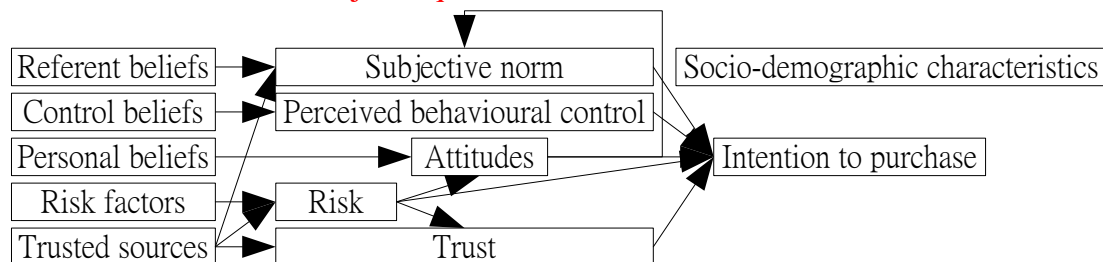 Referent beliefs
Subjective norm
Socio-demographic characteristics
Control beliefs
Perceived behavioural control
Personal beliefs
Attitudes
Intention to purchase
Risk factors
Risk
Trusted sources
Trust